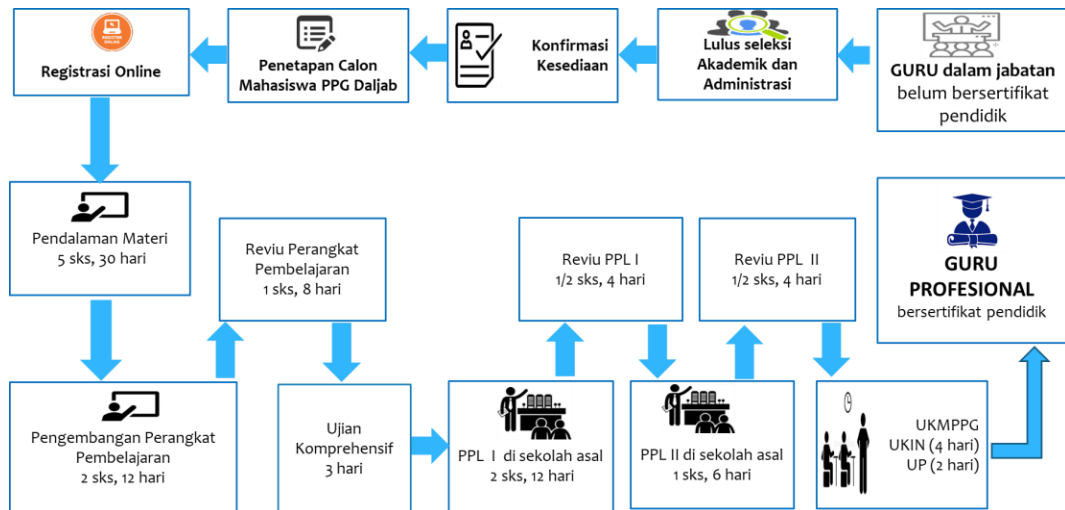 GURU dalam jabatan
belum bersertifikat
pendidik
Lulus seleksi
Akademik dan
Administrasi
Konfirmasi
Kesediaan
Penetapan Calon
Mahasiswa PPG Daljab
REGISTER
ONLINE
Registrasi Online
Pendalaman Materi
5 sks, 30 hari
Pengembangan Perangkat
Pembelajaran
2 sks, 12 hari
Reviu Perangkat
Pembelajaran
1 sks, 8 hari
Ujian
Komprehensif
3 hari
PPL I di sekolah asal
2 sks, 12 hari
Reviu PPL I
1/2 sks, 4 hari
PPL II di sekolah asal
1 sks, 6 hari
Reviu PPL II
1/2 sks, 4 hari
UKMPPG
UKIN (4 hari)
UP (2 hari)
GURU
PROFESIONAL
bersertifikat pendidik